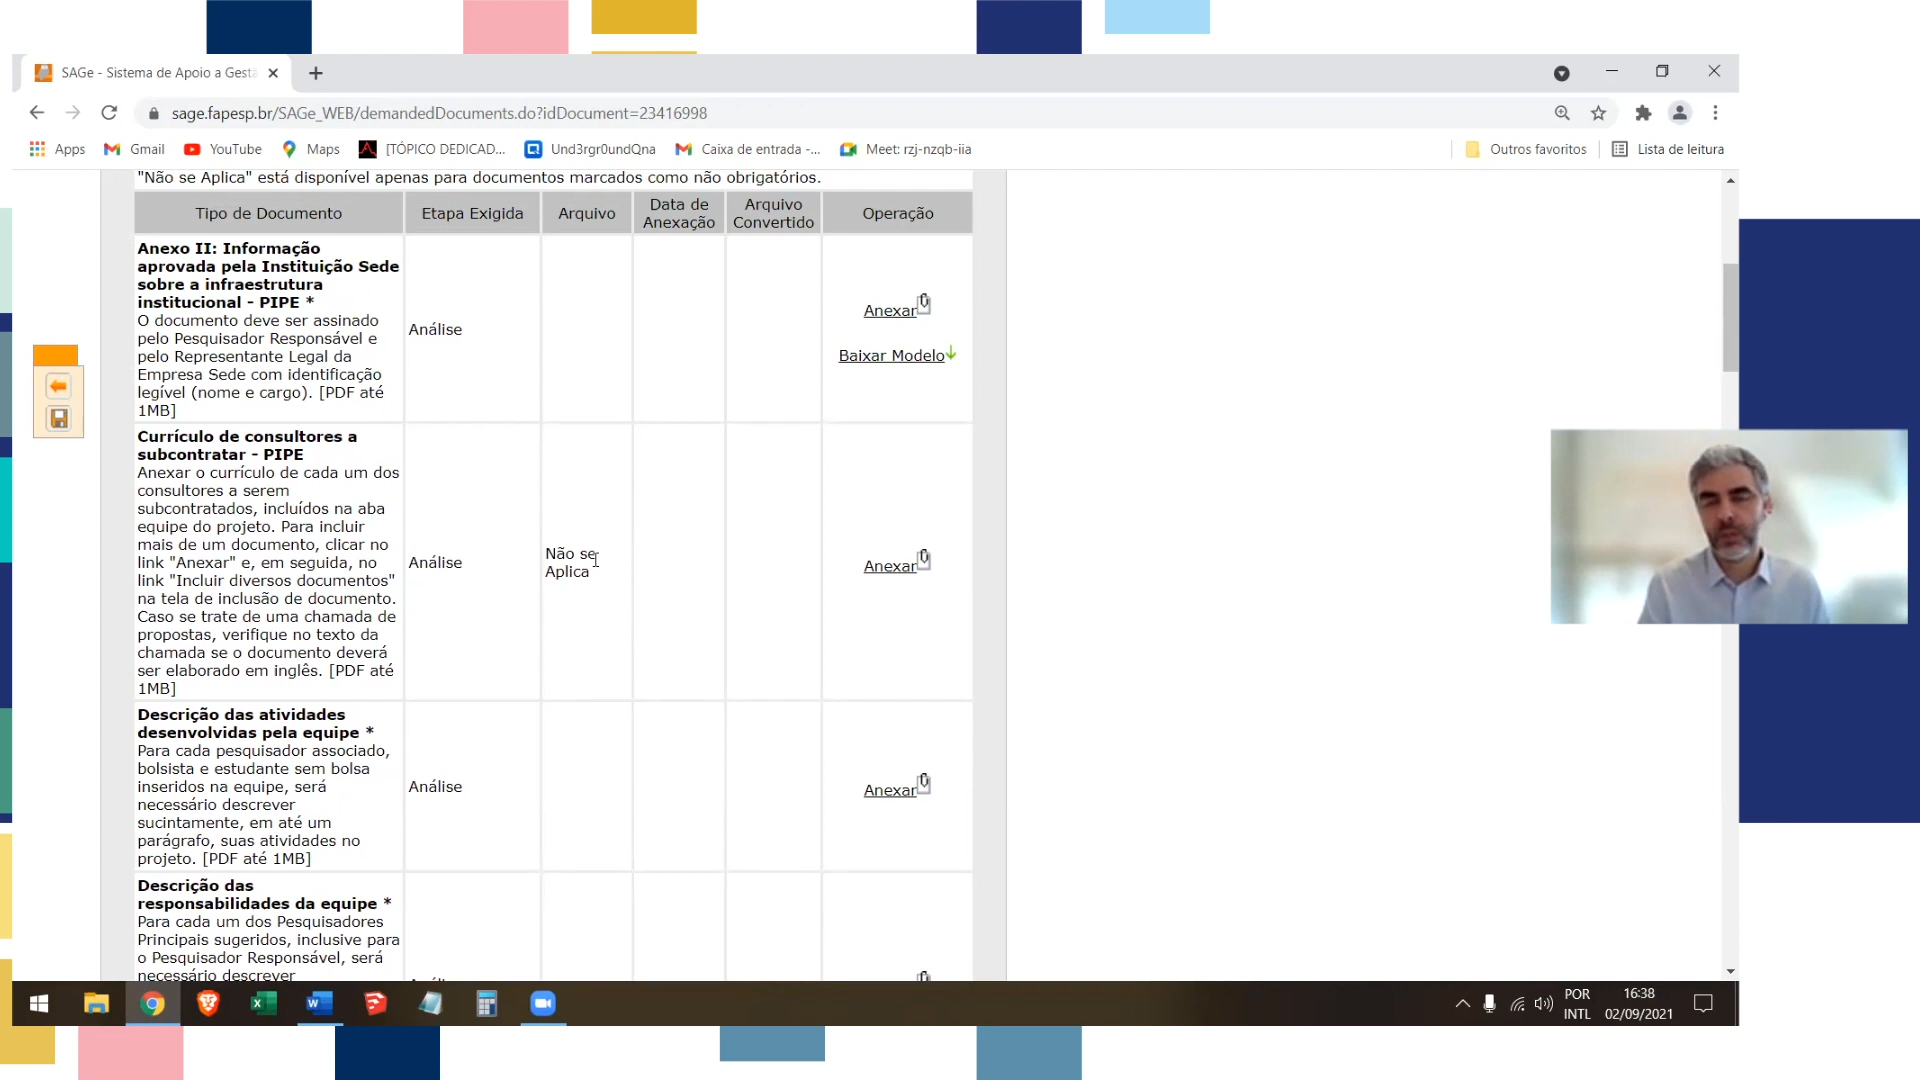 SAGe - Sistema de Apoio a Gestã
sage.fapesp.br/SAGe_WEB/demandedDocuments.do?idDocument=23416998
Apps
Gmail
YouTube
Maps
[TÓPICO DEDICAD...
Und3rgr0undQna
Caixa de entrada -...
Meet: rzj-nzqb-iia
Outros favoritos
Lista de leitura
"Não se Aplica" está disponível apenas para documentos marcados como não obrigatórios.
Tipo de Documento
Etapa Exigida
Arquivo
Data de
Anexação
Arquivo
Convertido
Operação
Anexo II: Informação
aprovada pela Instituição Sede
sobre a infraestrutura
institucional - PIPE *
O documento deve ser assinado
pelo Pesquisador Responsável e
pelo Representante Legal da
Empresa Sede com identificação
legível (nome e cargo). [PDF até
1MB]
Análise
Anexar
Baixar Modelo
Currículo de consultores a
subcontratar - PIPE
Anexar o currículo de cada um dos
consultores a serem
subcontratados, incluídos na aba
equipe do projeto. Para incluir
mais de um documento, clicar no
link "Anexar" e, em seguida, no
link "Incluir diversos documentos"
na tela de inclusão de documento.
Caso se trate de uma chamada de
propostas, verifique no texto da
chamada se o documento deverá
ser elaborado em inglês. [PDF até
1MB]
Análise
Não se
Aplica
Anexar
Descrição das atividades
desenvolvidas pela equipe *
Para cada pesquisador associado,
bolsista e estudante sem bolsa
inseridos na equipe, será
necessário descrever
sucintamente, em até um
parágrafo, suas atividades no
projeto. [PDF até 1MB]
Análise
Anexar
Descrição das
responsabilidades da equipe *
Para cada um dos Pesquisadores
Principais sugeridos, inclusive para
o Pesquisador Responsável, será
necessário descrever
POR
INTL
16:38
02/09/2021